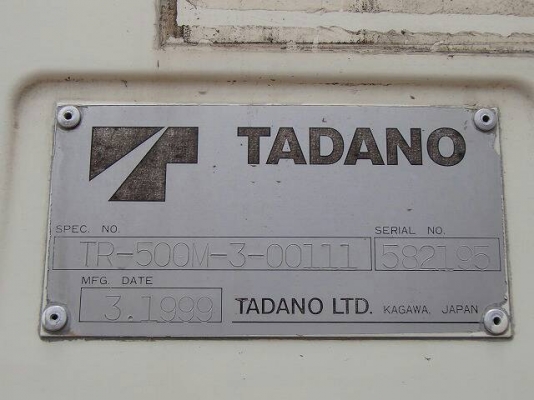 TADANO
SPEC. NO. SERIAL NO.
TR-500M-3-00111 582195
MFG. DATE
3.1999 TADANO LTD. KAGAWA, JAPAN